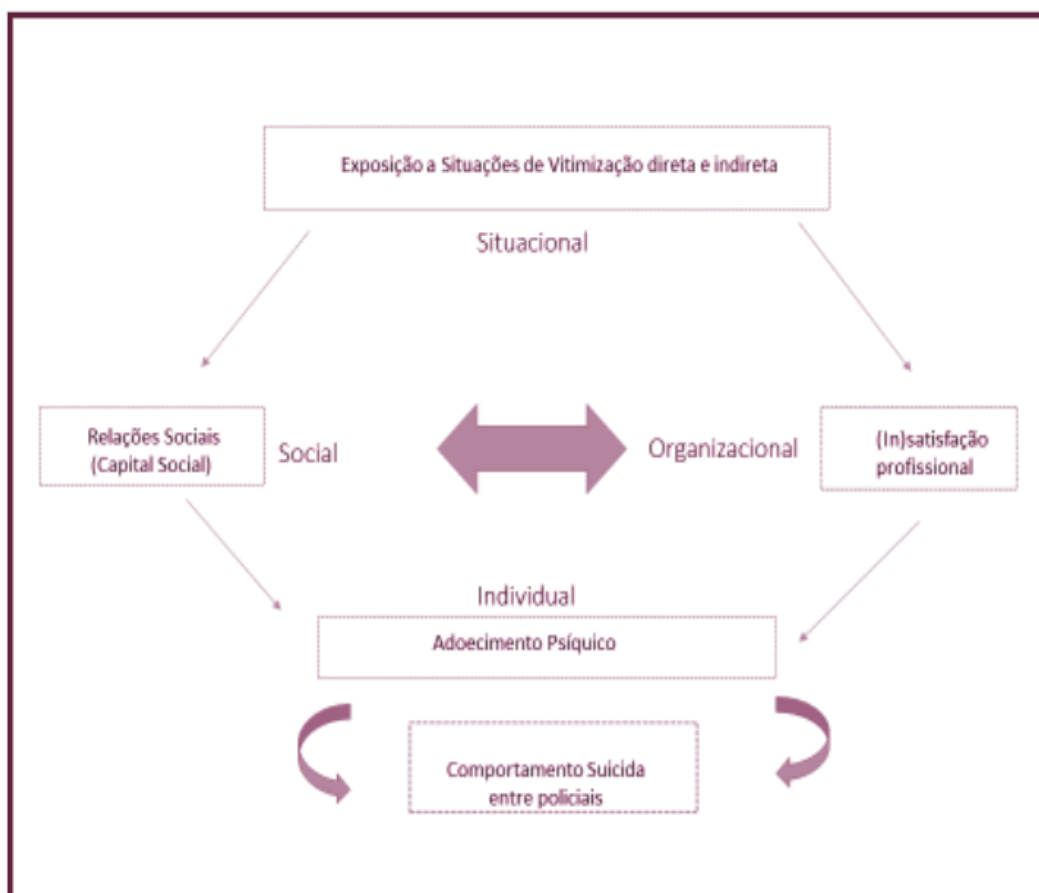 Exposição a Situações de Vitimização direta e indireta
Situacional
Relações Sociais
(Capital Social)
Social
Organizacional
(In)satisfação
profissional
Individual
Adoecimento Psíquico
Comportamento Suicida
entre policiais